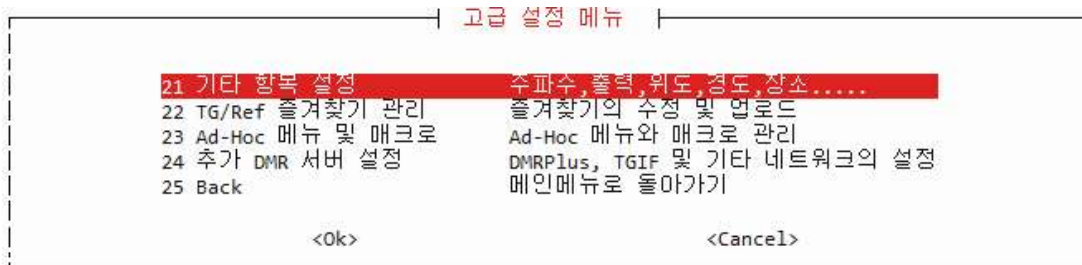 고급 설정 메뉴
21 기타 항목 설정 주파수,출력,위도,경도,장소.....
22 TG/Ref 즐겨찾기 관리 즐겨찾기의 수정 및 업로드
23 Ad-Hoc 메뉴 및 매크로 Ad-Hoc 메뉴와 매크로 관리
24 추가 DMR 서버 설정 DMRPlus, TGIF 및 기타 네트워크의 설정
25 Back 메인메뉴로 돌아가기
<Ok> <Cancel>